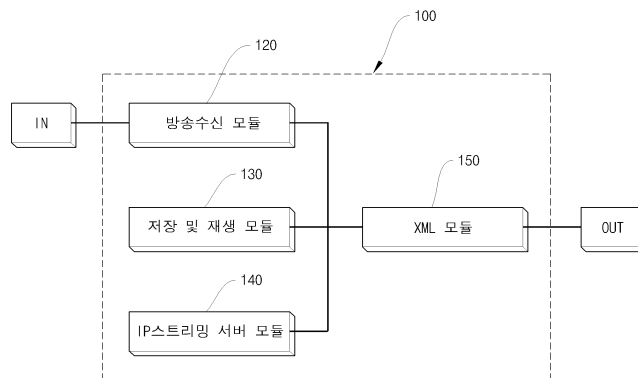 100
120
IN
방송수신 모듈
130
150
저장 및 재생 모듈
XML 모듈
OUT
140
IP스트리밍 서버 모듈